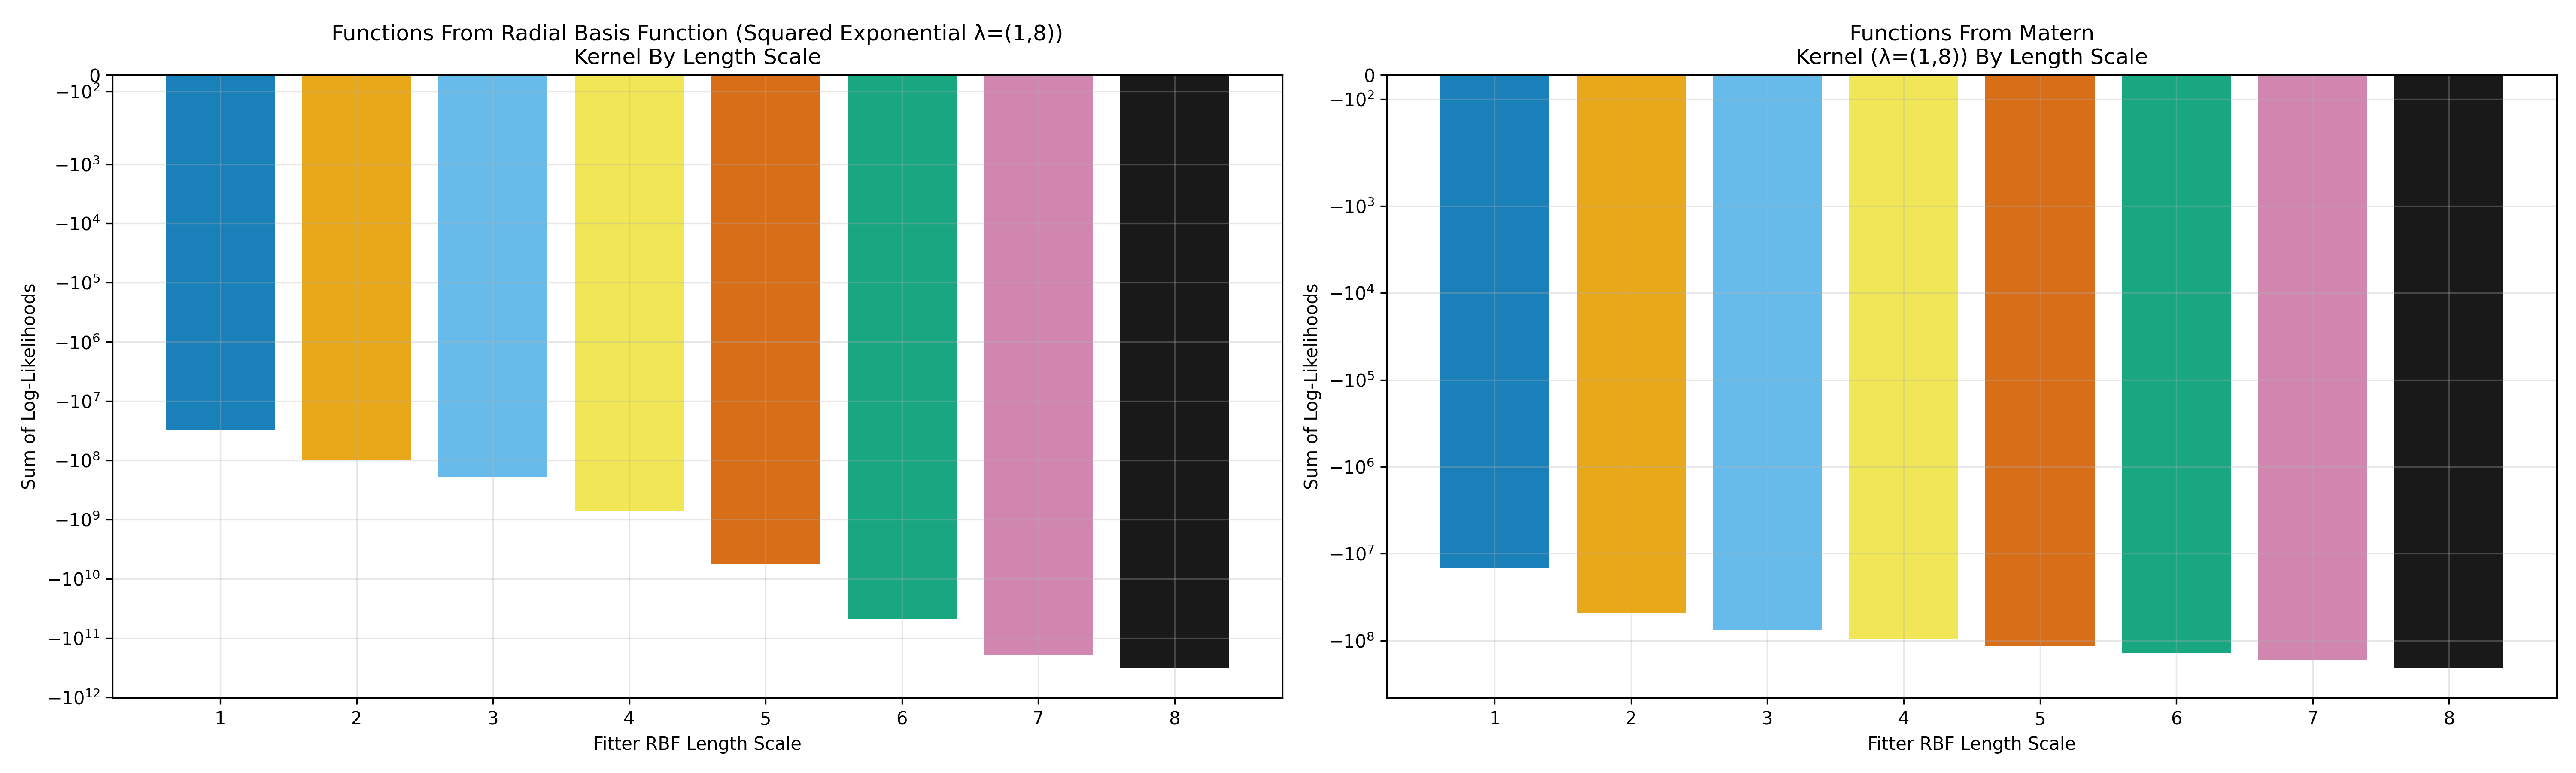 Functions From Radial Basis Function (Squared Exponential λ=(1,8))
Kernel By Length Scale
0
−10²
−10³
−10⁴
−10⁵
−10⁶
−10⁷
−10⁸
−10⁹
−10¹⁰
−10¹¹
−10¹²
Sum of Log-Likelihoods
1 2 3 4 5 6 7 8
Fitter RBF Length Scale
Functions From Matern
Kernel (λ=(1,8)) By Length Scale
0
−10²
−10³
−10⁴
−10⁵
−10⁶
−10⁷
−10⁸
Sum of Log-Likelihoods
1 2 3 4 5 6 7 8
Fitter RBF Length Scale